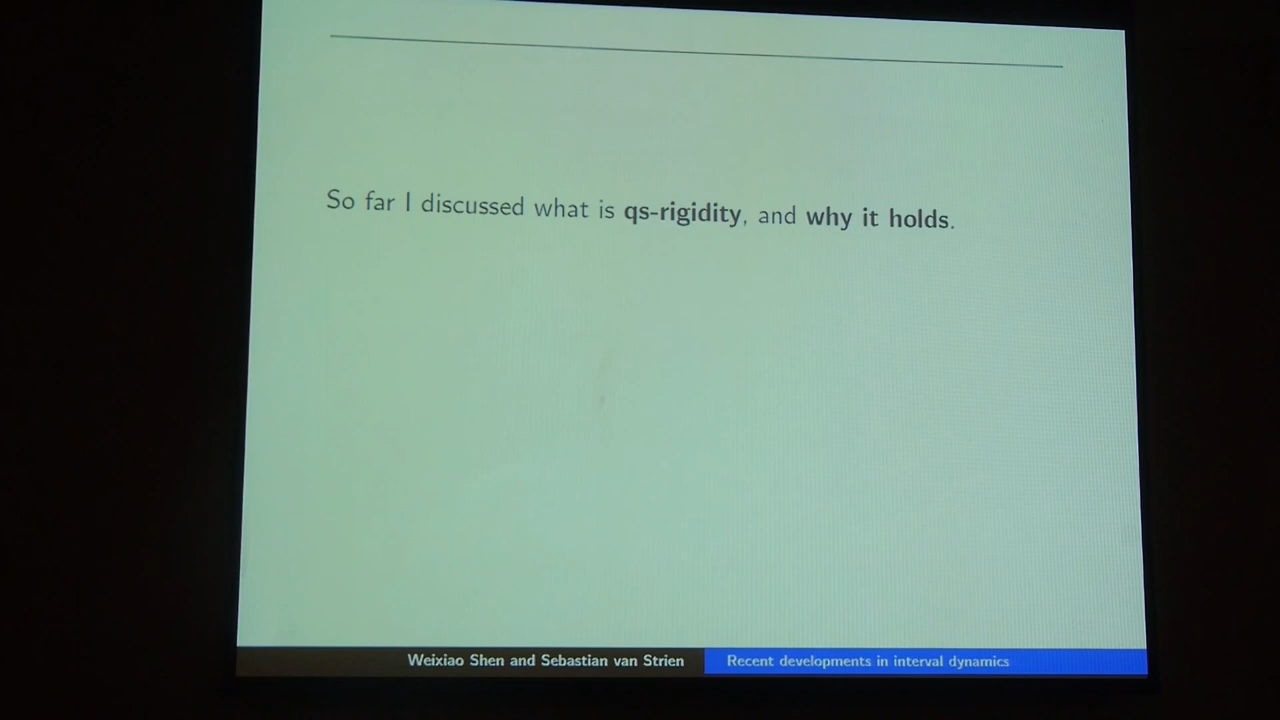 So far I discussed what is qs-rigidity, and why it holds.
Weixiao Shen and Sebastian van Strien
Recent developments in interval dynamics